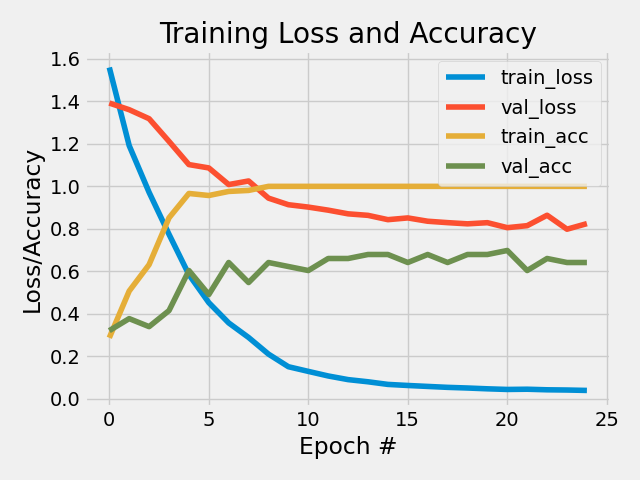 Training Loss and Accuracy
train_loss
val_loss
train_acc
val_acc
Loss/Accuracy
1.6
1.4
1.2
1.0
0.8
0.6
0.4
0.2
0.0
0 5 10 15 20 25
Epoch #